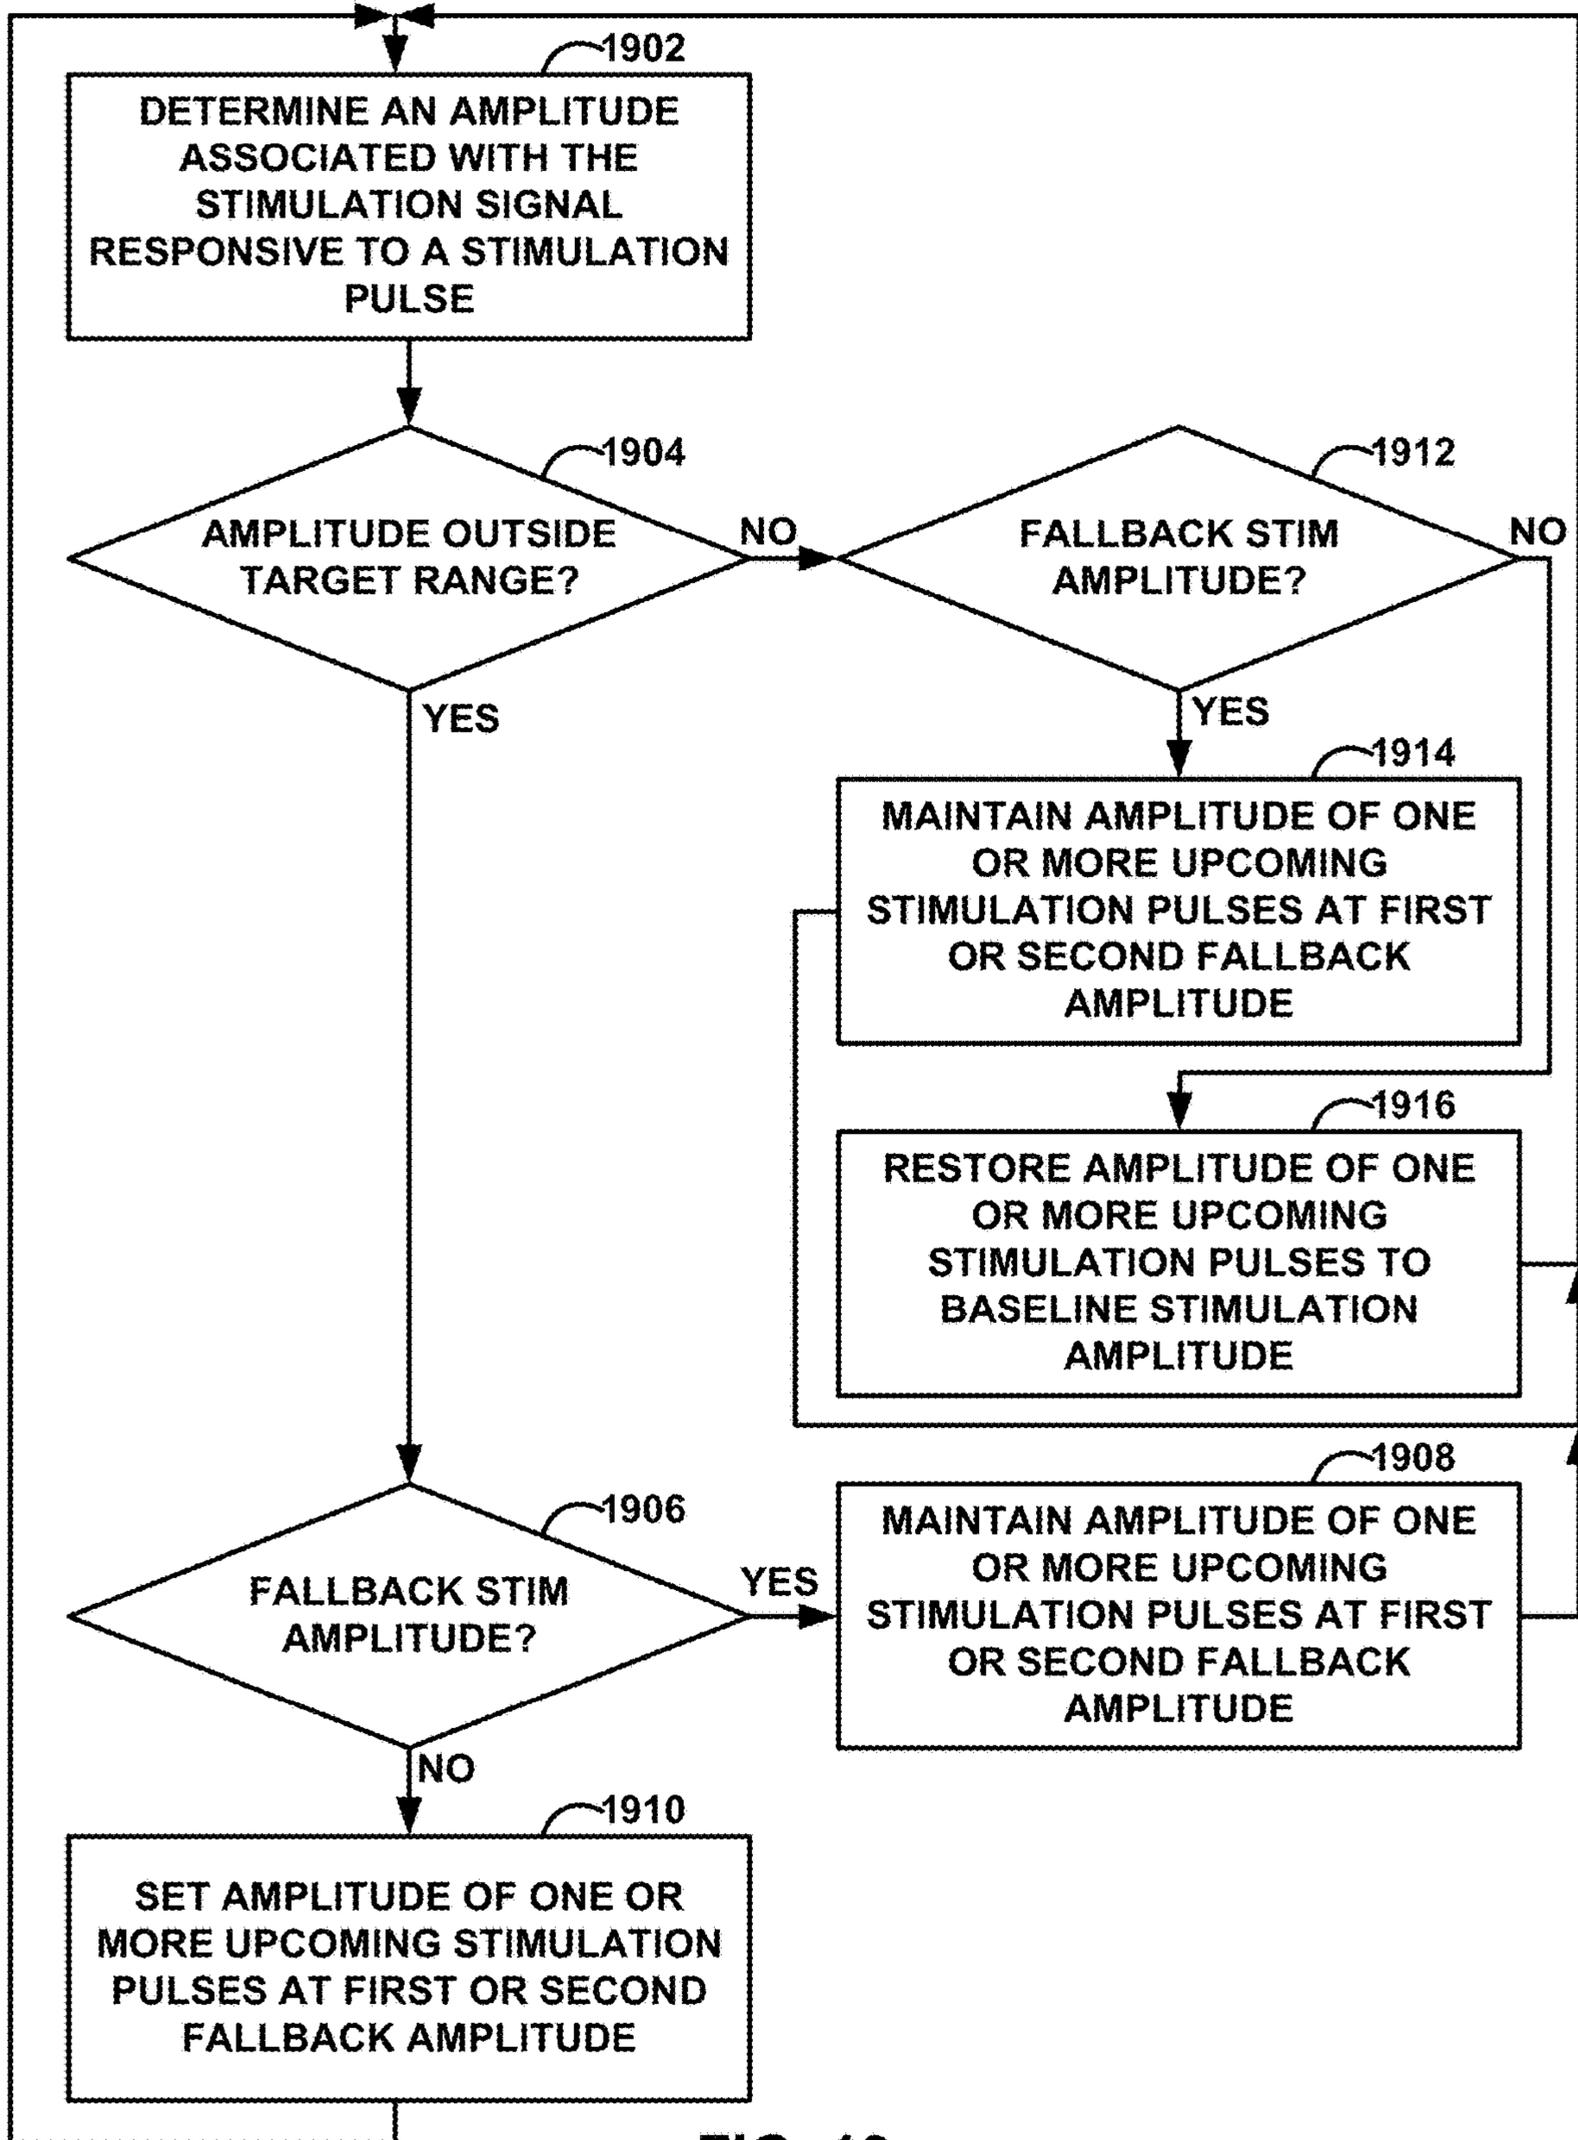 1902
DETERMINE AN AMPLITUDE
ASSOCIATED WITH THE
STIMULATION SIGNAL
RESPONSIVE TO A STIMULATION
PULSE
1904
AMPLITUDE OUTSIDE
TARGET RANGE?
NO
YES
1912
FALLBACK STIM
AMPLITUDE?
NO
YES
1914
MAINTAIN AMPLITUDE OF ONE
OR MORE UPCOMING
STIMULATION PULSES AT FIRST
OR SECOND FALLBACK
AMPLITUDE
1916
RESTORE AMPLITUDE OF ONE
OR MORE UPCOMING
STIMULATION PULSES TO
BASELINE STIMULATION
AMPLITUDE
1906
FALLBACK STIM
AMPLITUDE?
YES
NO
1908
MAINTAIN AMPLITUDE OF ONE
OR MORE UPCOMING
STIMULATION PULSES AT FIRST
OR SECOND FALLBACK
AMPLITUDE
1910
SET AMPLITUDE OF ONE OR
MORE UPCOMING STIMULATION
PULSES AT FIRST OR SECOND
FALLBACK AMPLITUDE